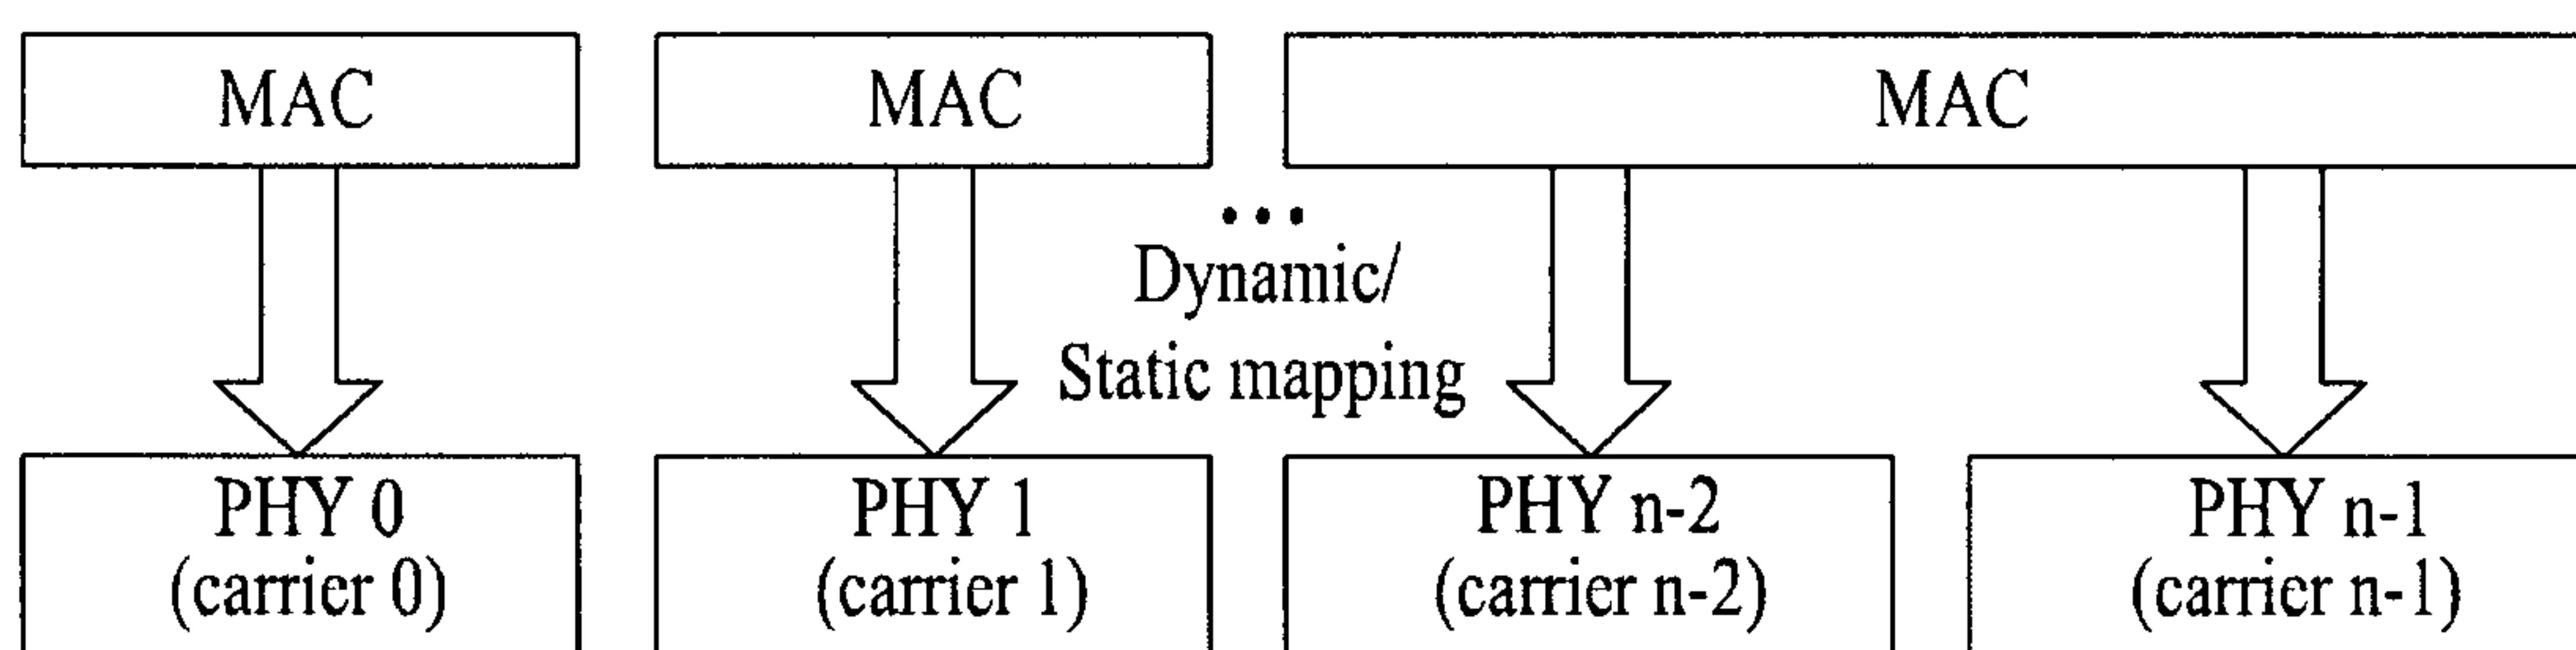 MAC
MAC
MAC
...
Dynamic/
Static mapping
PHY 0
(carrier 0)
PHY 1
(carrier 1)
PHY n-2
(carrier n-2)
PHY n-1
(carrier n-1)